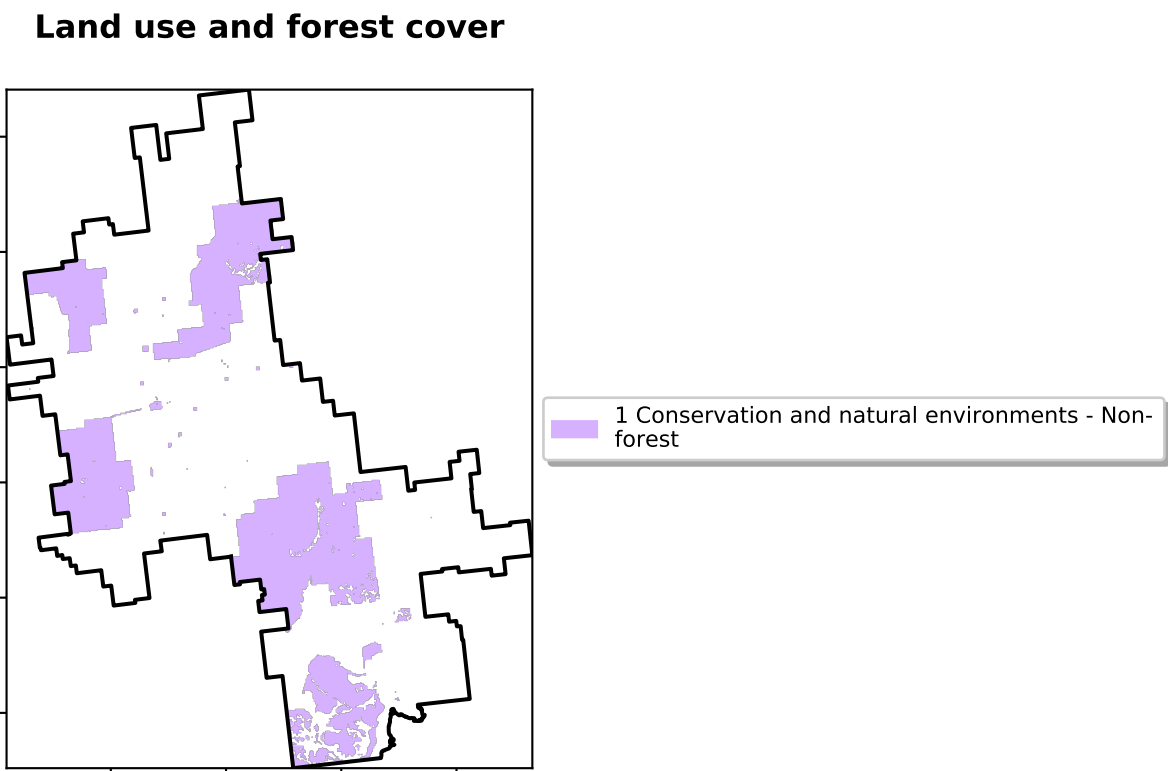 Land use and forest cover
1 Conservation and natural environments - Non-
forest